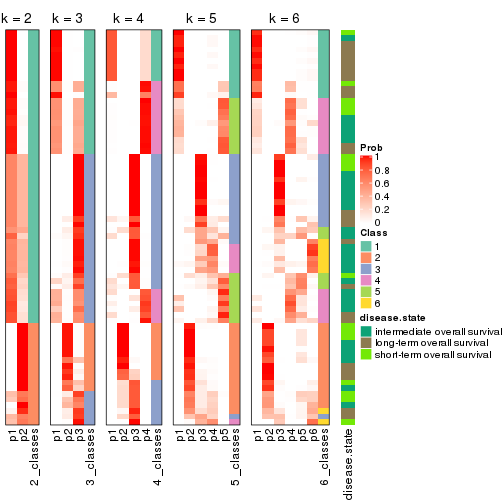 k = 2 k = 3 k = 4 k = 5 k = 6
Prob
1
0.8
0.6
0.4
0.2
0
Class
1
2
3
4
5
6
disease.state
intermediate overall survival
long-term overall survival
short-term overall survival
p1 p2 2_classes p1 p2 p3 3_classes p1 p2 p3 p4 4_classes p1 p2 p3 p4 p5 5_classes p1 p2 p3 p4 p5 p6 6_classes disease.state